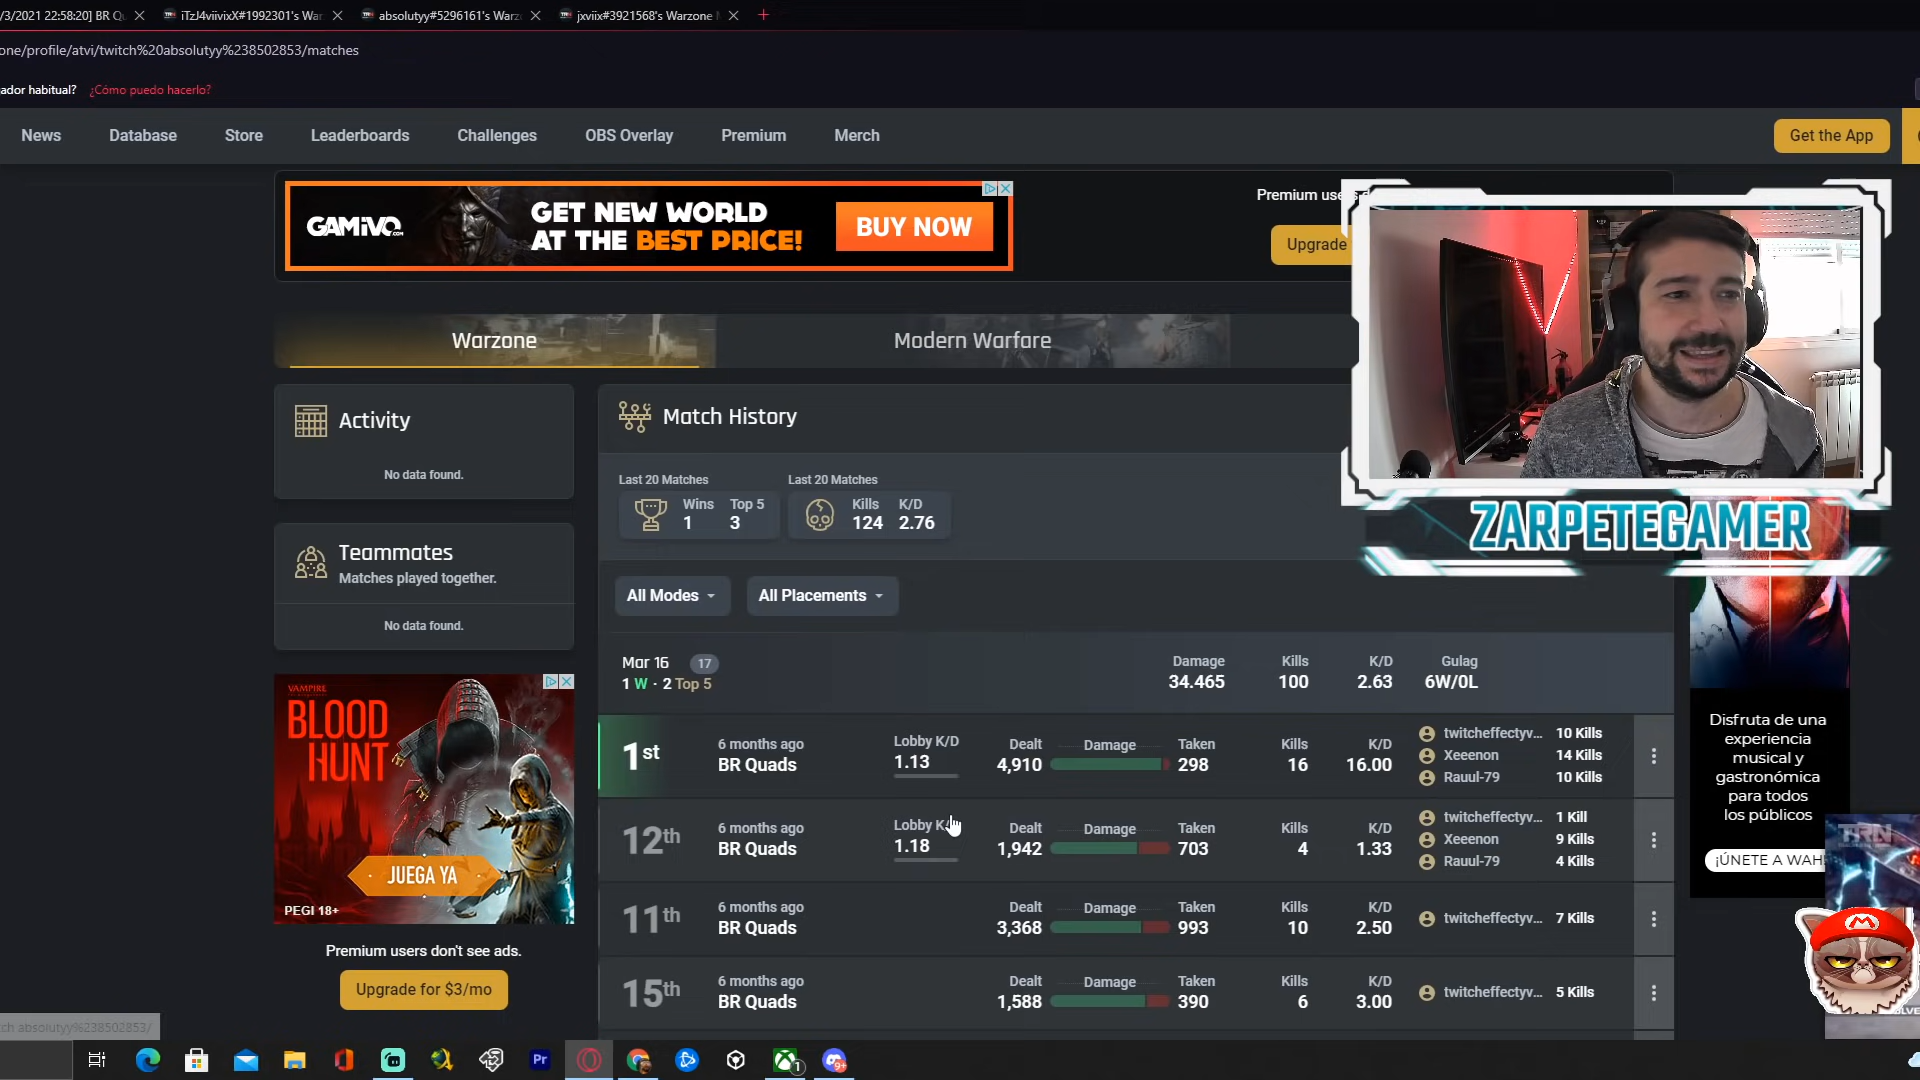 /3/2021 22:58:20] BR Qu
iTzJ4viivixX#1992301's War
absolutyy#5296161's Warz
jxviix#3921568's Warzone
one/profile/atvi/twitch%20absolutyy%238502853/matches
ador habitual? ¿Cómo puedo hacerlo?
News Database Store Leaderboards Challenges OBS Overlay Premium Merch
Get the App
GAMIVO.COM
GET NEW WORLD
AT THE BEST PRICE!
BUY NOW
Premium users
Upgrade
Warzone
Modern Warfare
Activity
No data found.
Teammates
Matches played together.
No data found.
Match History
Last 20 Matches
Wins Top 5
1 3
Last 20 Matches
Kills K/D
124 2.76
All Modes
All Placements
ZARPETEGAMER
Mar 16 17
1 W · 2 Top 5
Damage Kills K/D Gulag
34.465 100 2.63 6W/0L
1st
6 months ago
BR Quads
Lobby K/D
1.13
Dealt Damage Taken
4,910 298
Kills K/D
16 16.00
twitcheffectyv... 10 Kills
Xeeenon 14 Kills
Rauul-79 10 Kills
12th
6 months ago
BR Quads
Lobby K/
1.18
Dealt Damage Taken
1,942 703
Kills K/D
4 1.33
twitcheffectyv... 1 Kill
Xeeenon 9 Kills
Rauul-79 4 Kills
11th
6 months ago
BR Quads
Dealt Damage Taken
3,368 993
Kills K/D
10 2.50
twitcheffectyv... 7 Kills
15th
6 months ago
BR Quads
Dealt Damage Taken
1,588 390
Kills K/D
6 3.00
twitcheffectyv... 5 Kills
VAMPIRE
BLOOD
HUNT
JUEGA YA
PEGI 18+
Premium users don't see ads.
Upgrade for $3/mo
Disfruta de una
experiencia
musical y
gastronómica
para todos
los públicos
¡ÚNETE A WAH!
TRN
ch absolutyy%238502853/
Pr
1
9+